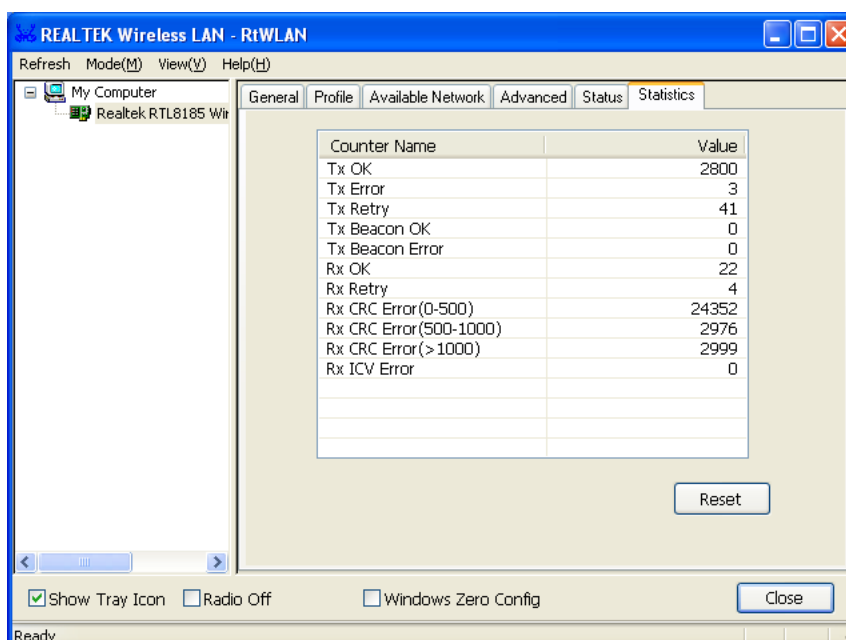 REALTEK Wireless LAN - RtWLAN
Refresh Mode(M) View(V) Help(H)
My Computer
Realtek RTL8185 Wir
General Profile Available Network Advanced Status Statistics
Counter Name Value
Tx OK 2800
Tx Error 3
Tx Retry 41
Tx Beacon OK 0
Tx Beacon Error 0
Rx OK 22
Rx Retry 4
Rx CRC Error(0-500) 24352
Rx CRC Error(500-1000) 2976
Rx CRC Error(>1000) 2999
Rx ICV Error 0
Reset
Show Tray Icon Radio Off Windows Zero Config Close
Ready